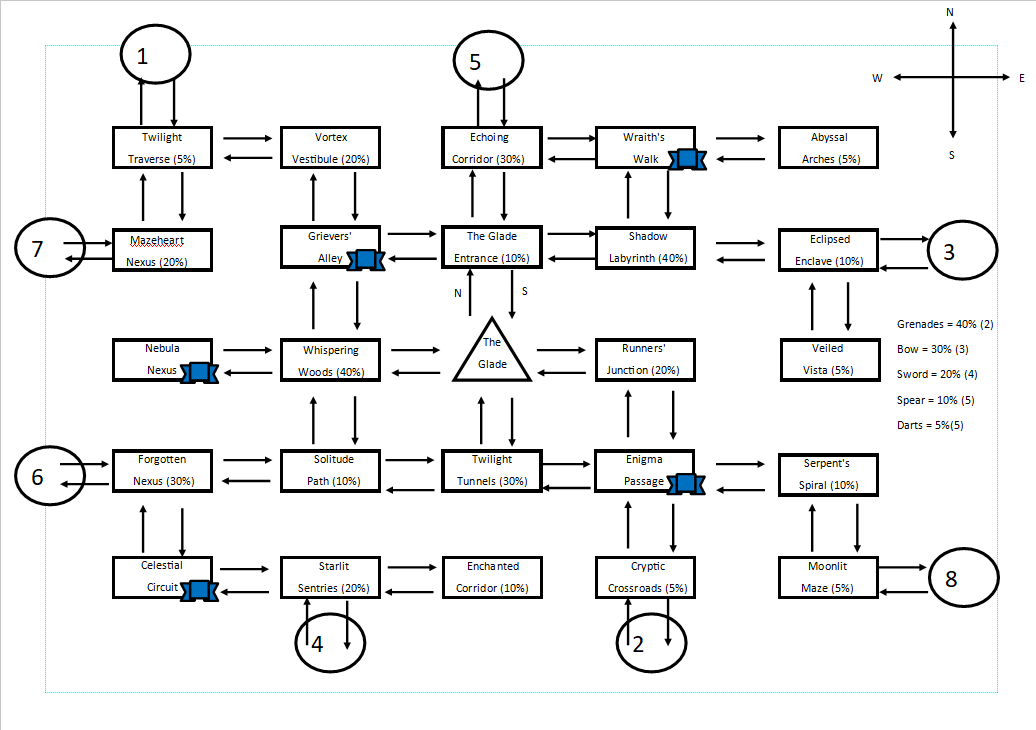 N
1
5
W
E
S
Twilight
Traverse (5%)
Vortex
Vestibule (20%)
Echoing
Corridor (30%)
Wraith's
Walk
Abyssal
Arches (5%)
7
Mazeheart
Nexus (20%)
Grievers'
Alley
The Glade
Entrance (10%)
Shadow
Labyrinth (40%)
Eclipsed
Enclave (10%)
3
N
S
Grenades = 40% (2)
Bow = 30% (3)
Sword = 20% (4)
Spear = 10% (5)
Darts = 5%(5)
Nebula
Nexus
Whispering
Woods (40%)
The
Glade
Runners'
Junction (20%)
Veiled
Vista (5%)
6
Forgotten
Nexus (30%)
Solitude
Path (10%)
Twilight
Tunnels (30%)
Enigma
Passage
Serpent's
Spiral (10%)
Celestial
Circuit
Starlit
Sentries (20%)
Enchanted
Corridor (10%)
Cryptic
Crossroads (5%)
Moonlit
Maze (5%)
8
4
2